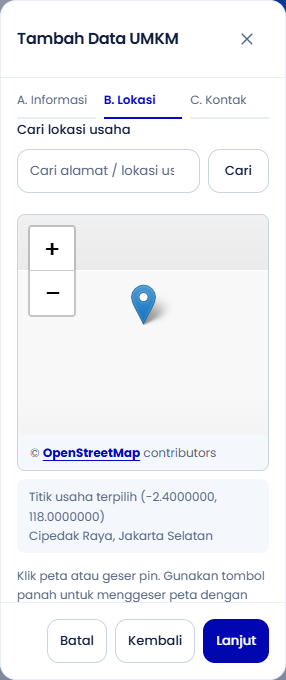 Tambah Data UMKM
A. Informasi B. Lokasi C. Kontak
Cari lokasi usaha
Cari alamat / lokasi us Cari
+
−
© OpenStreetMap contributors
Titik usaha terpilih (-2.4000000,
118.0000000)
Cipedak Raya, Jakarta Selatan
Klik peta atau geser pin. Gunakan tombol
panah untuk menggeser peta dengan
Batal Kembali Lanjut